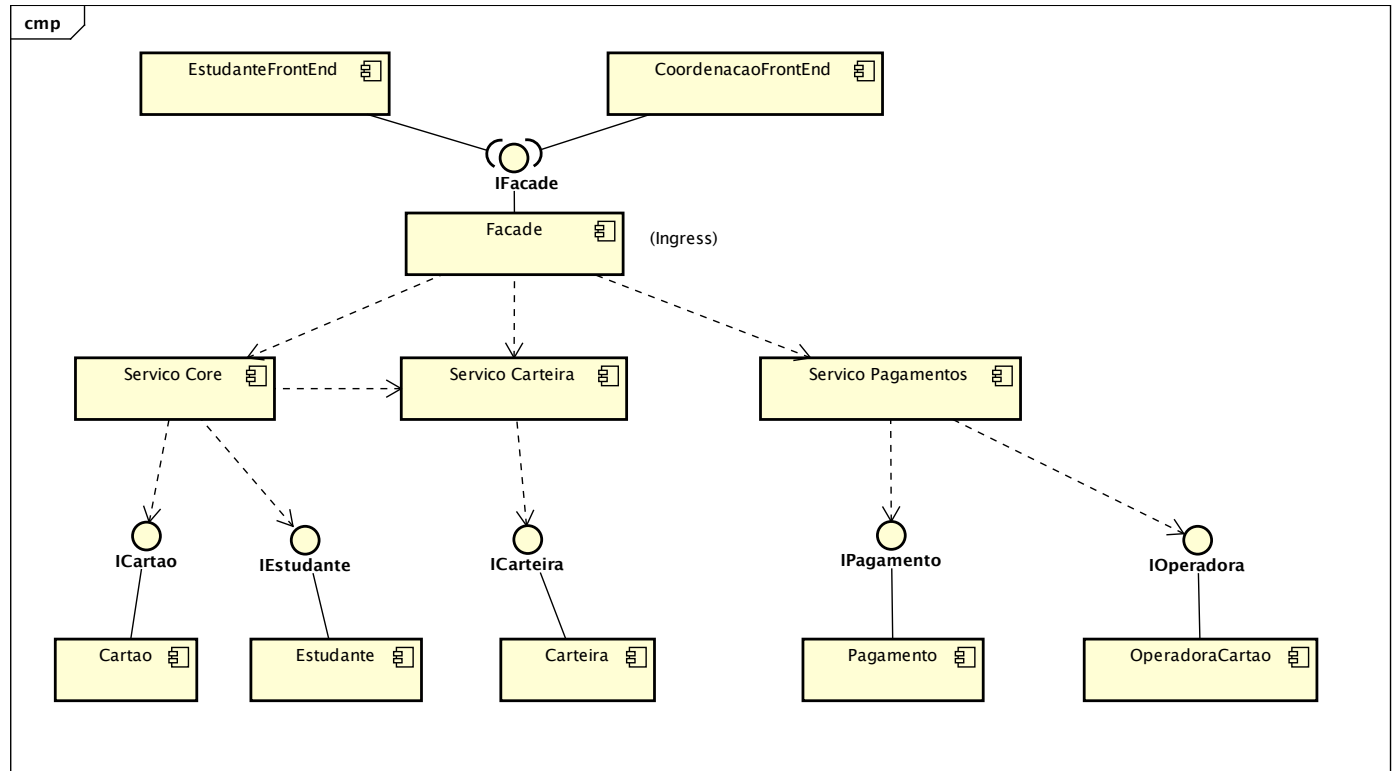 cmp
EstudanteFrontEnd
CoordenacaoFrontEnd
IFacade
Facade
(Ingress)
Servico Core
Servico Carteira
Servico Pagamentos
ICartao
IEstudante
ICarteira
IPagamento
IOperadora
Cartao
Estudante
Carteira
Pagamento
OperadoraCartao